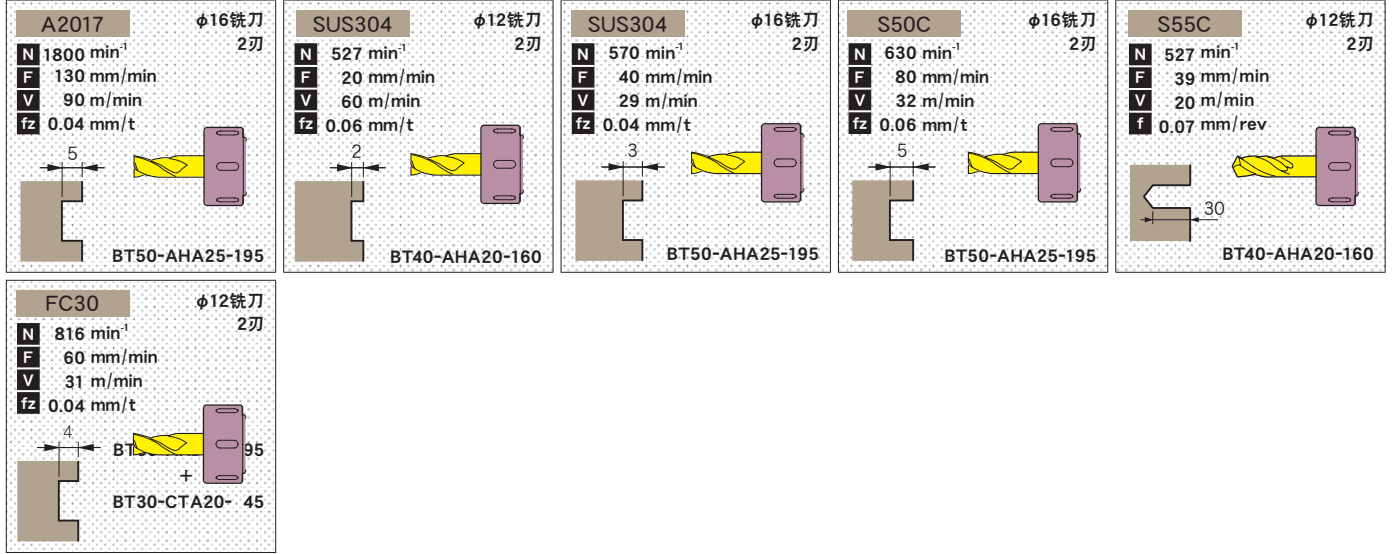 A2017
φ16铣刀
2刃
N 1800 min⁻¹
F 130 mm/min
V 90 m/min
fz 0.04 mm/t
5
BT50-AHA25-195
SUS304
φ12铣刀
2刃
N 527 min⁻¹
F 20 mm/min
V 60 m/min
fz 0.06 mm/t
2
BT40-AHA20-160
SUS304
φ16铣刀
2刃
N 570 min⁻¹
F 40 mm/min
V 29 m/min
fz 0.04 mm/t
3
BT50-AHA25-195
S50C
φ16铣刀
2刃
N 630 min⁻¹
F 80 mm/min
V 32 m/min
fz 0.06 mm/t
5
BT50-AHA25-195
S55C
φ12铣刀
2刃
N 527 min⁻¹
F 39 mm/min
V 20 m/min
f 0.07 mm/rev
30
BT40-AHA20-160
FC30
φ12铣刀
2刃
N 816 min⁻¹
F 60 mm/min
V 31 m/min
fz 0.04 mm/t
4
+
BT30-CTA20- 45